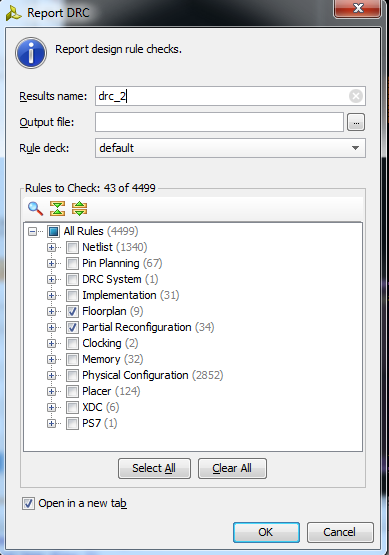 Report DRC
Report design rule checks.
Results name: drc_2
Output file: ...
Rule deck: default
Rules to Check: 43 of 4499
All Rules (4499)
Netlist (1340)
Pin Planning (67)
DRC System (1)
Implementation (31)
Floorplan (9)
Partial Reconfiguration (34)
Clocking (2)
Memory (32)
Physical Configuration (2852)
Placer (124)
XDC (6)
PS7 (1)
Select All Clear All
Open in a new tab
OK Cancel